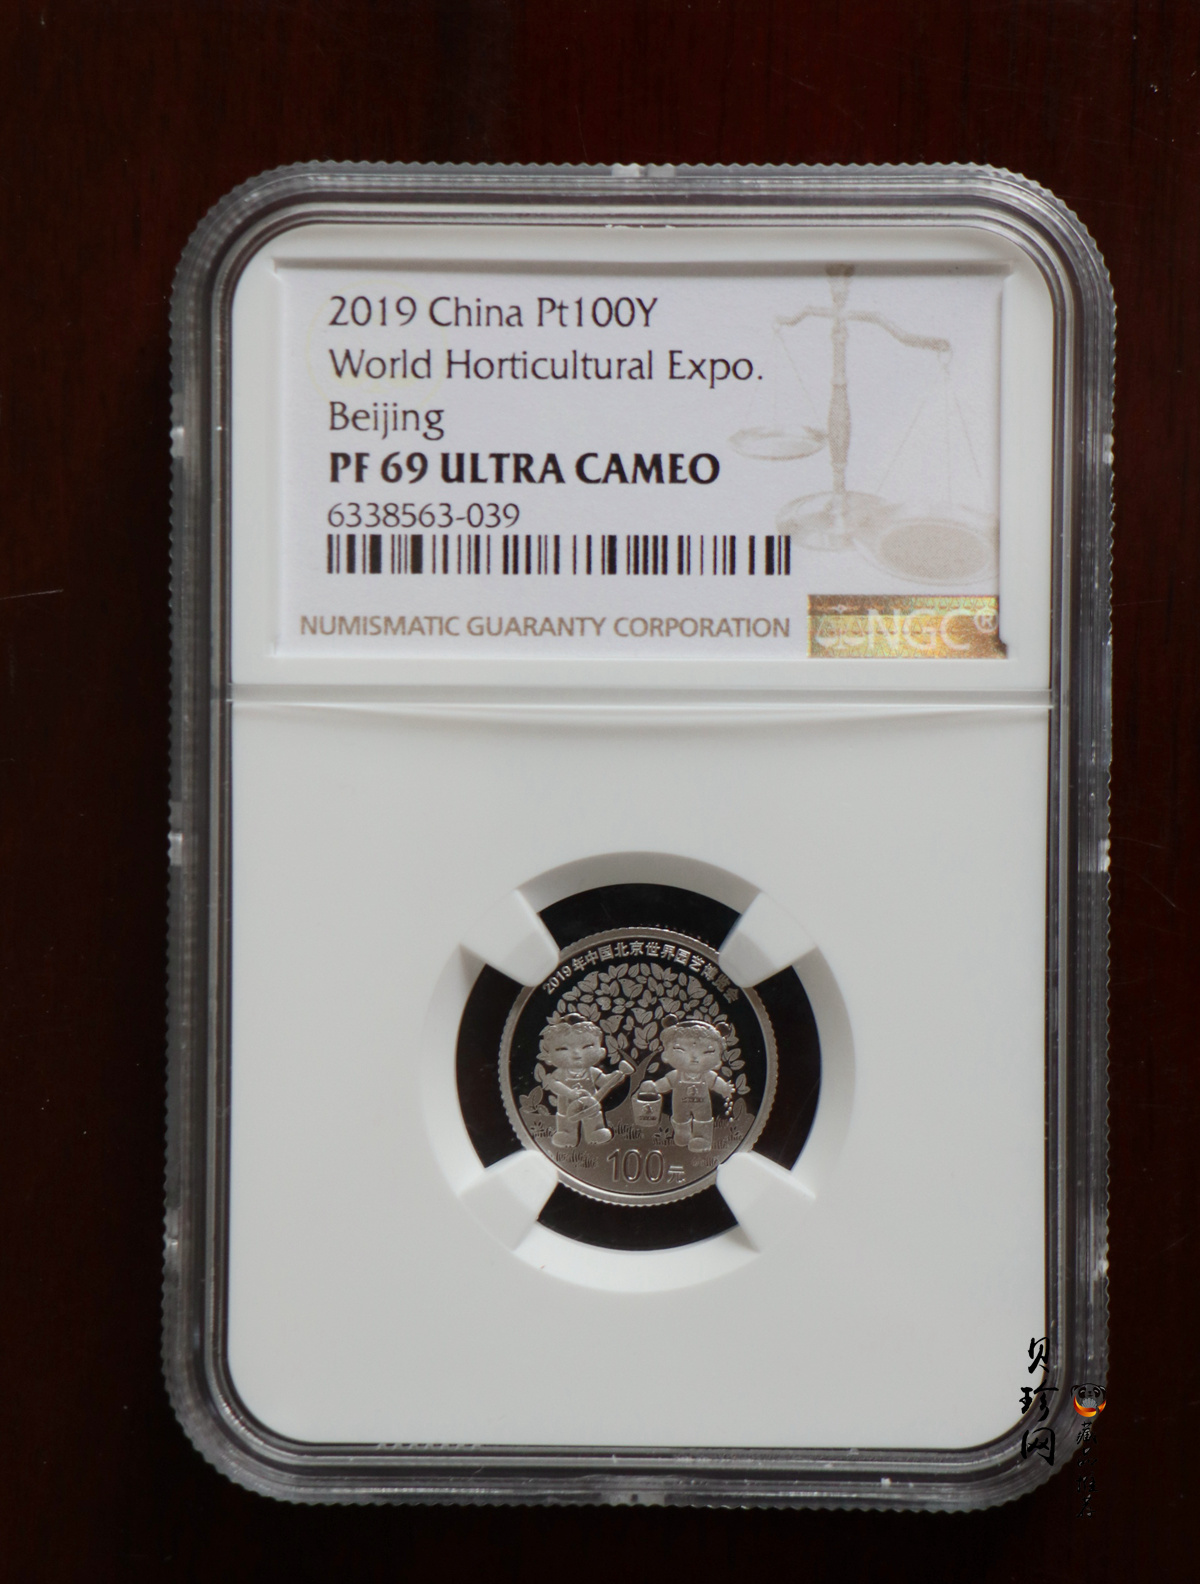 2019 China Pt100Y
World Horticultural Expo.
Beijing
PF 69 ULTRA CAMEO
6338563-039
NUMISMATIC GUARANTY CORPORATION
NGC®
2019年中国北京世界园艺博览会
100元
贝珍网